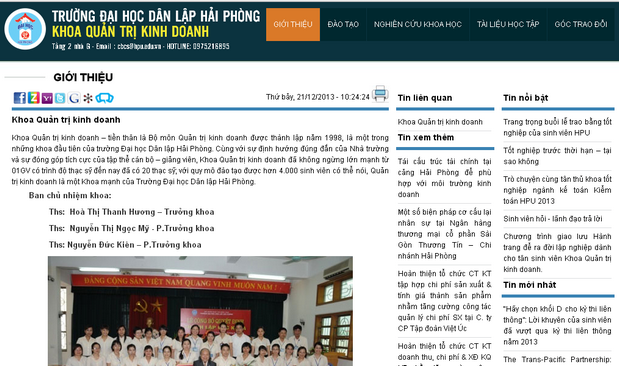 TRƯỜNG ĐẠI HỌC DÂN LẬP HẢI PHÒNG
KHOA QUẢN TRỊ KINH DOANH
Tầng 2 nhà G - Email : cbcs@hpu.edu.vn - HOTLINE: 0975216895
GIỚI THIỆU
ĐÀO TẠO
NGHIÊN CỨU KHOA HỌC
TÀI LIỆU HỌC TẬP
GÓC TRAO ĐỔI
GIỚI THIỆU
Thứ bảy, 21/12/2013 - 10:24:24
Khoa Quản trị kinh doanh
Khoa Quản trị kinh doanh – tiền thân là Bộ môn Quản trị kinh doanh được thành lập năm 1998, là một trong
những khoa đầu tiên của trường Đại học Dân lập Hải Phòng. Cùng với sự định hướng đúng đắn của Nhà trường
và sự đóng góp tích cực của tập thể cán bộ – giảng viên, Khoa Quản trị kinh doanh đã không ngừng lớn mạnh từ
01GV có trình độ thạc sỹ đến nay đã có 20 thạc sỹ; với quy mô đào tạo được hơn 4.000 sinh viên có thể nói, Quản
trị kinh doanh là một Khoa mạnh của Trường Đại học Dân lập Hải Phòng.
Ban chủ nhiệm khoa:
Ths: Hoà Thị Thanh Hương – Trưởng khoa
Ths: Nguyễn Thị Ngọc Mỹ - P.Trưởng khoa
Ths: Nguyễn Đức Kiên – P.Trưởng khoa
ĐẢNG CỘNG SẢN VIỆT NAM QUANG VINH MUÔN NĂM !
Tin liên quan
Khoa Quản trị kinh doanh
Tin xem thêm
Tái cấu trúc tài chính tại
cảng Hải Phòng để phù
hợp với môi trường kinh
doanh
Một số biện pháp cơ cấu lại
nhân sự tại Ngân hàng
thương mại cổ phần Sài
Gòn Thương Tín – Chi
nhánh Hải Phòng
Hoàn thiện tổ chức CT KT
tập hợp chi phí sản xuất &
tính giá thành sản phẩm
nhằm tăng cường công tác
quản lý chi phí SX tại C. ty
CP Tập đoàn Việt Úc
Hoàn thiện tổ chức CT KT
doanh thu, chi phí & XĐ KQ
Tin nổi bật
Trang trọng buổi lễ trao bằng tốt
nghiệp của sinh viên HPU
Tốt nghiệp trước thời hạn – tại
sao không
Trò chuyện cùng tân thủ khoa tốt
nghiệp ngành kế toán Kiểm
toán HPU 2013
Sinh viên hỏi - lãnh đạo trả lời
Chương trình giao lưu Hành
trang để ra đời lập nghiệp dành
cho tân sinh viên Khoa Quản trị
kinh doanh.
Tin mới nhất
"Hãy chọn khối D cho kỳ thi liên
thông": Lời khuyên của sinh viên
đã vượt qua kỳ thi liên thông
năm 2013
The Trans-Pacific Partnership: